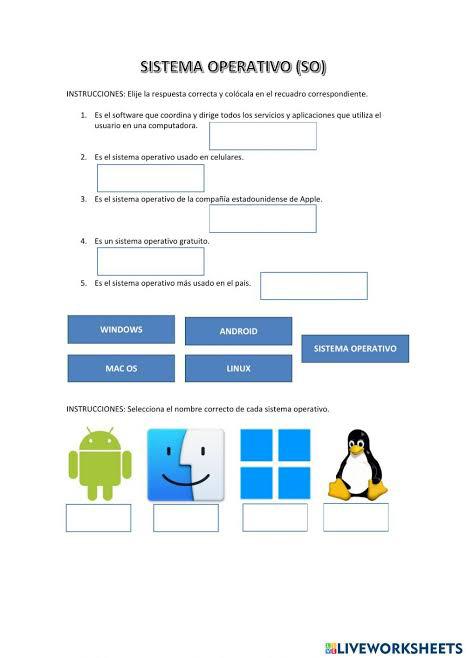 SISTEMA OPERATIVO (SO)
INSTRUCCIONES: Elije la respuesta correcta y colócala en el recuadro correspondiente.
1. Es el software que coordina y dirige todos los servicios y aplicaciones que utiliza el
usuario en una computadora.
2. Es el sistema operativo usado en celulares.
3. Es el sistema operativo de la compañía estadounidense de Apple.
4. Es un sistema operativo gratuito.
5. Es el sistema operativo más usado en el pais.
WINDOWS
ANDROID
SISTEMA OPERATIVO
MAC OS
LINUX
INSTRUCCIONES: Selecciona el nombre correcto de cada sistema operativo.
LIVEWORKSHEETS